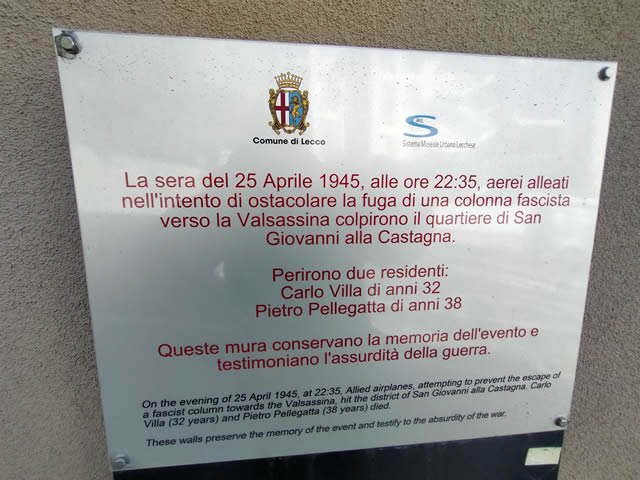 Comune di Lecco
S
Sistema Museale Urbano Lecchese
La sera del 25 Aprile 1945, alle ore 22:35, aerei alleati
nell'intento di ostacolare la fuga di una colonna fascista
verso la Valsassina colpirono il quartiere di San
Giovanni alla Castagna.
Perirono due residenti:
Carlo Villa di anni 32
Pietro Pellegatta di anni 38
Queste mura conservano la memoria dell'evento e
testimoniano l'assurdità della guerra.
On the evening of 25 April 1945, at 22:35, Allied airplanes, attempting to prevent the escape of
a fascist column towards the Valsassina, hit the district of San Giovanni alla Castagna. Carlo
Villa (32 years) and Pietro Pellegatta (38 years) died.
These walls preserve the memory of the event and testify to the absurdity of the war.